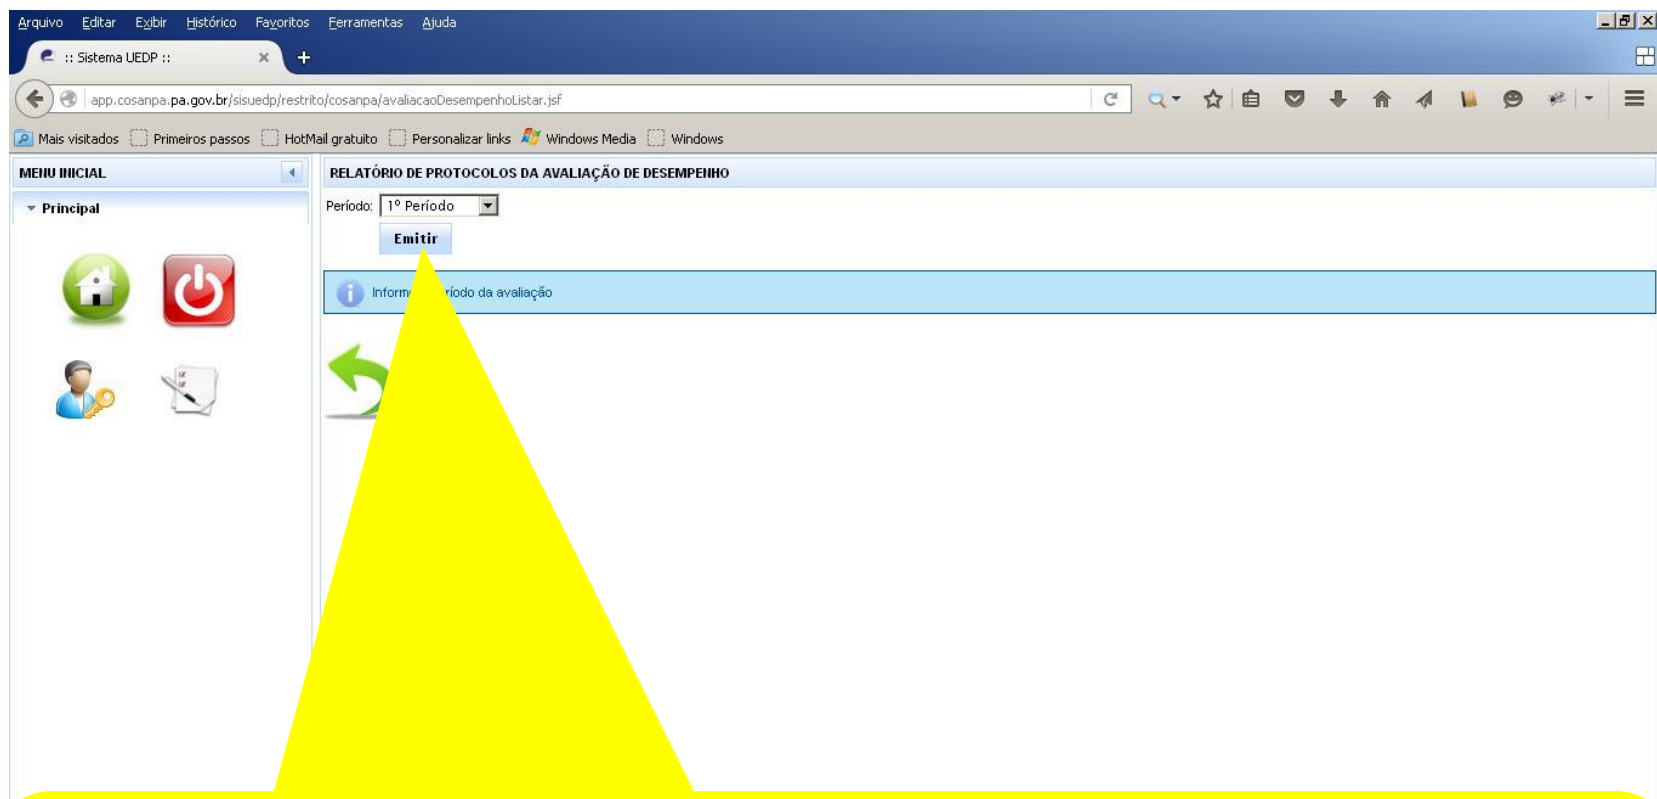 Arquivo Editar Exibir Histórico Favoritos Ferramentas Ajuda
:: Sistema UEDP ::
app.cosanpa.pa.gov.br/sisuedp/restrito/cosanpa/avaliacaoDesempenhoListar.jsf
Mais visitados Primeiros passos HotMail gratuito Personalizar links Windows Media Windows
MENU INICIAL
RELATÓRIO DE PROTOCOLOS DA AVALIAÇÃO DE DESEMPENHO
Principal
Período: 1º Período
Emitir
da avaliação